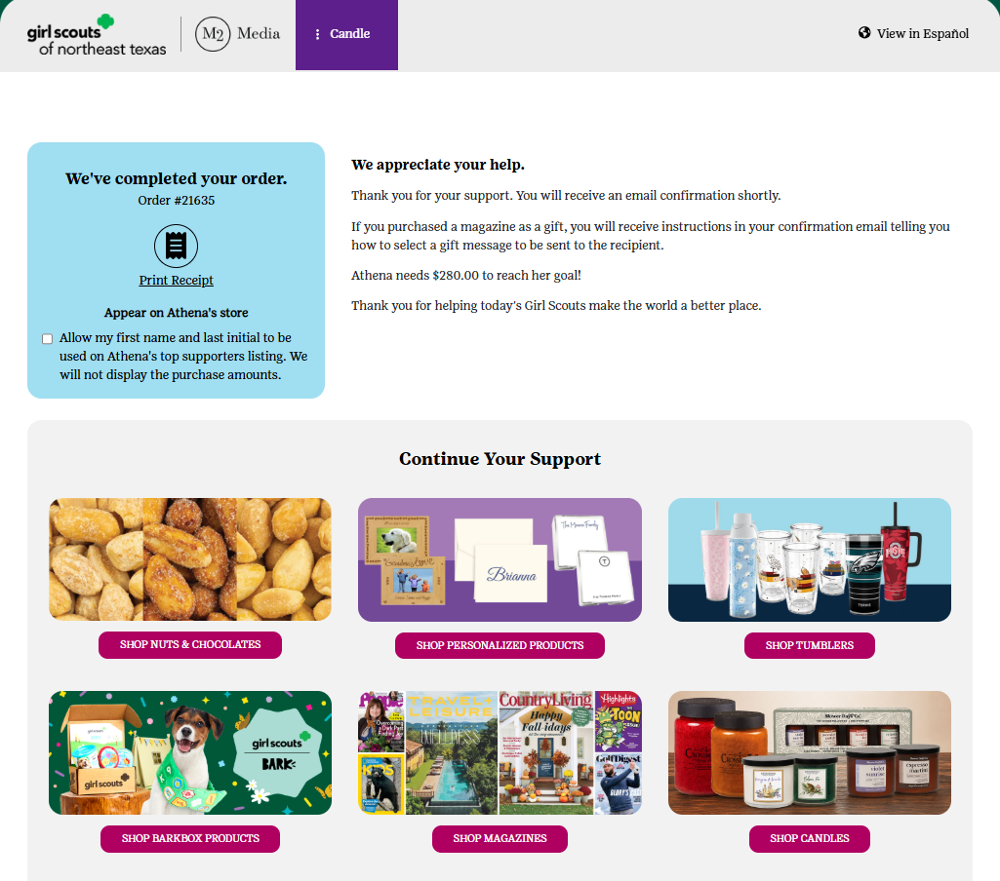 girl scouts
of northeast texas
M2 Media
Candle
View in Español
We've completed your order.
Order #21635
Print Receipt
Appear on Athena's store
Allow my first name and last initial to be
used on Athena's top supporters listing. We
will not display the purchase amounts.
We appreciate your help.
Thank you for your support. You will receive an email confirmation shortly.
If you purchased a magazine as a gift, you will receive instructions in your confirmation email telling you
how to select a gift message to be sent to the recipient.
Athena needs $280.00 to reach her goal!
Thank you for helping today's Girl Scouts make the world a better place.
Continue Your Support
Brianna
SHOP NUTS & CHOCOLATES
SHOP PERSONALIZED PRODUCTS
SHOP TUMBLERS
girl scouts
BARK
girl scouts
TRAVEL+
LEISURE
CountryLiving
Happy
Fall-idays
Highlights
TOON
ISSUE!
GolfDigest
SHOP BARKBOX PRODUCTS
SHOP MAGAZINES
SHOP CANDLES